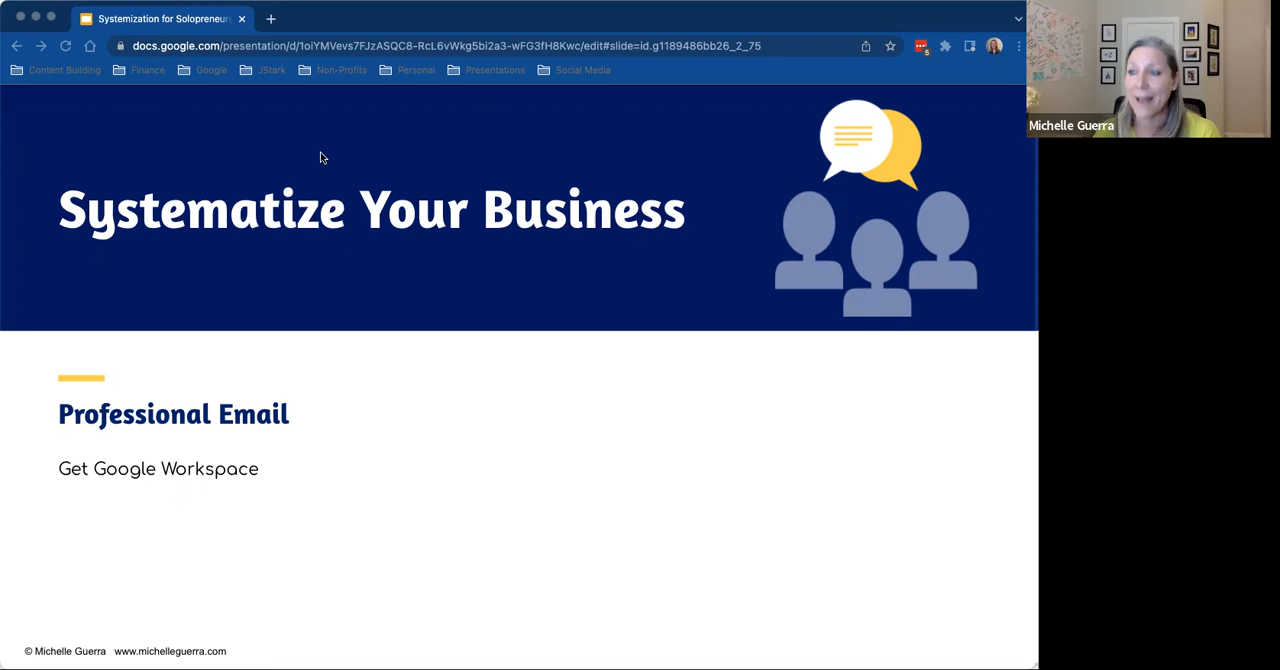 Systemization for Solopreneurs
docs.google.com/presentation/d/1oiYMVevs7FJzASQC8-RcL6vWkg5bi2a3-wFG3fH8Kwc/edit#slide=id.g1189486bb26_2_75
5
Content Building
Finance
Google
JStark
Non-Profits
Personal
Presentations
Social Media
Michelle Guerra
Systematize Your Business
Professional Email
Get Google Workspace
© Michelle Guerra www.michelleguerra.com